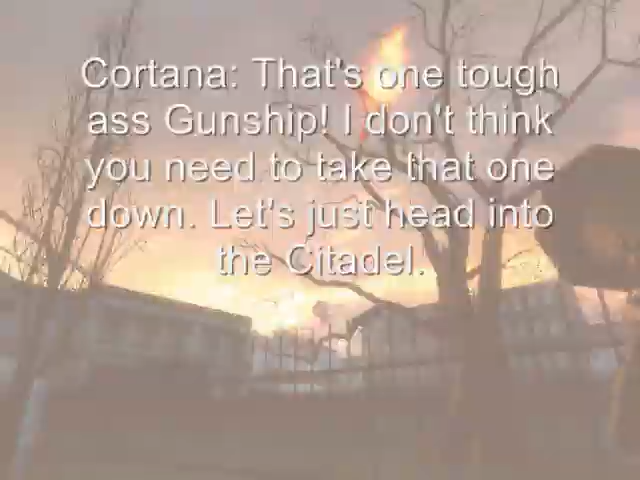 Cortana: That's one tough
ass Gunship! I don't think
you need to take that one
down. Let's just head into
the Citadel.